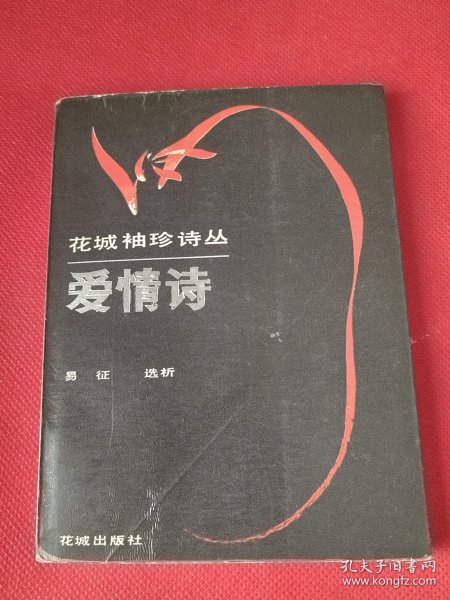 花城袖珍诗丛
爱情诗
易 征 选析
花城出版社
孔夫子旧书网
www.kongfz.com